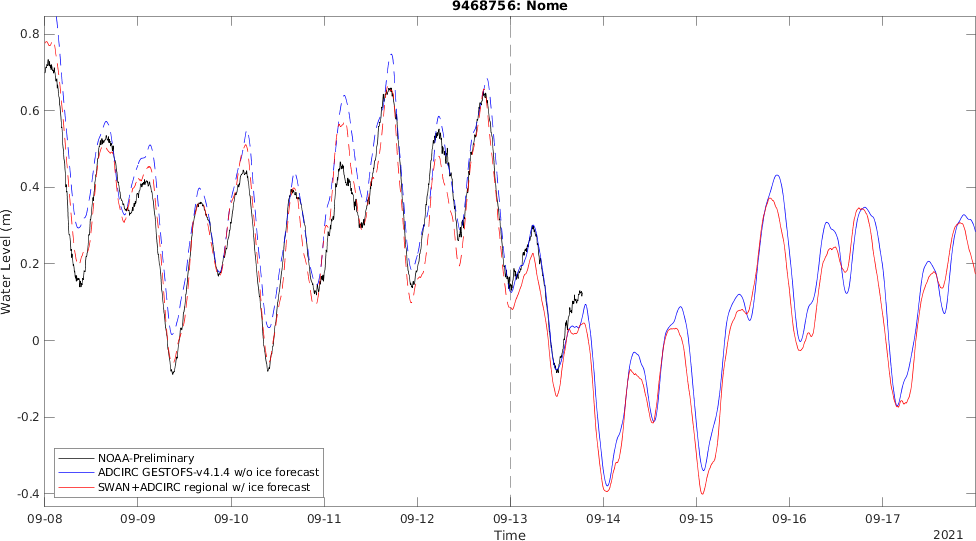 9468756: Nome
0.8
0.6
0.4
0.2
0
-0.2
-0.4
Water Level (m)
NOAA-Preliminary
ADCIRC GESTOFS-v4.1.4 w/o ice forecast
SWAN+ADCIRC regional w/ ice forecast
09-08 09-09 09-10 09-11 09-12 09-13 09-14 09-15 09-16 09-17
Time
2021